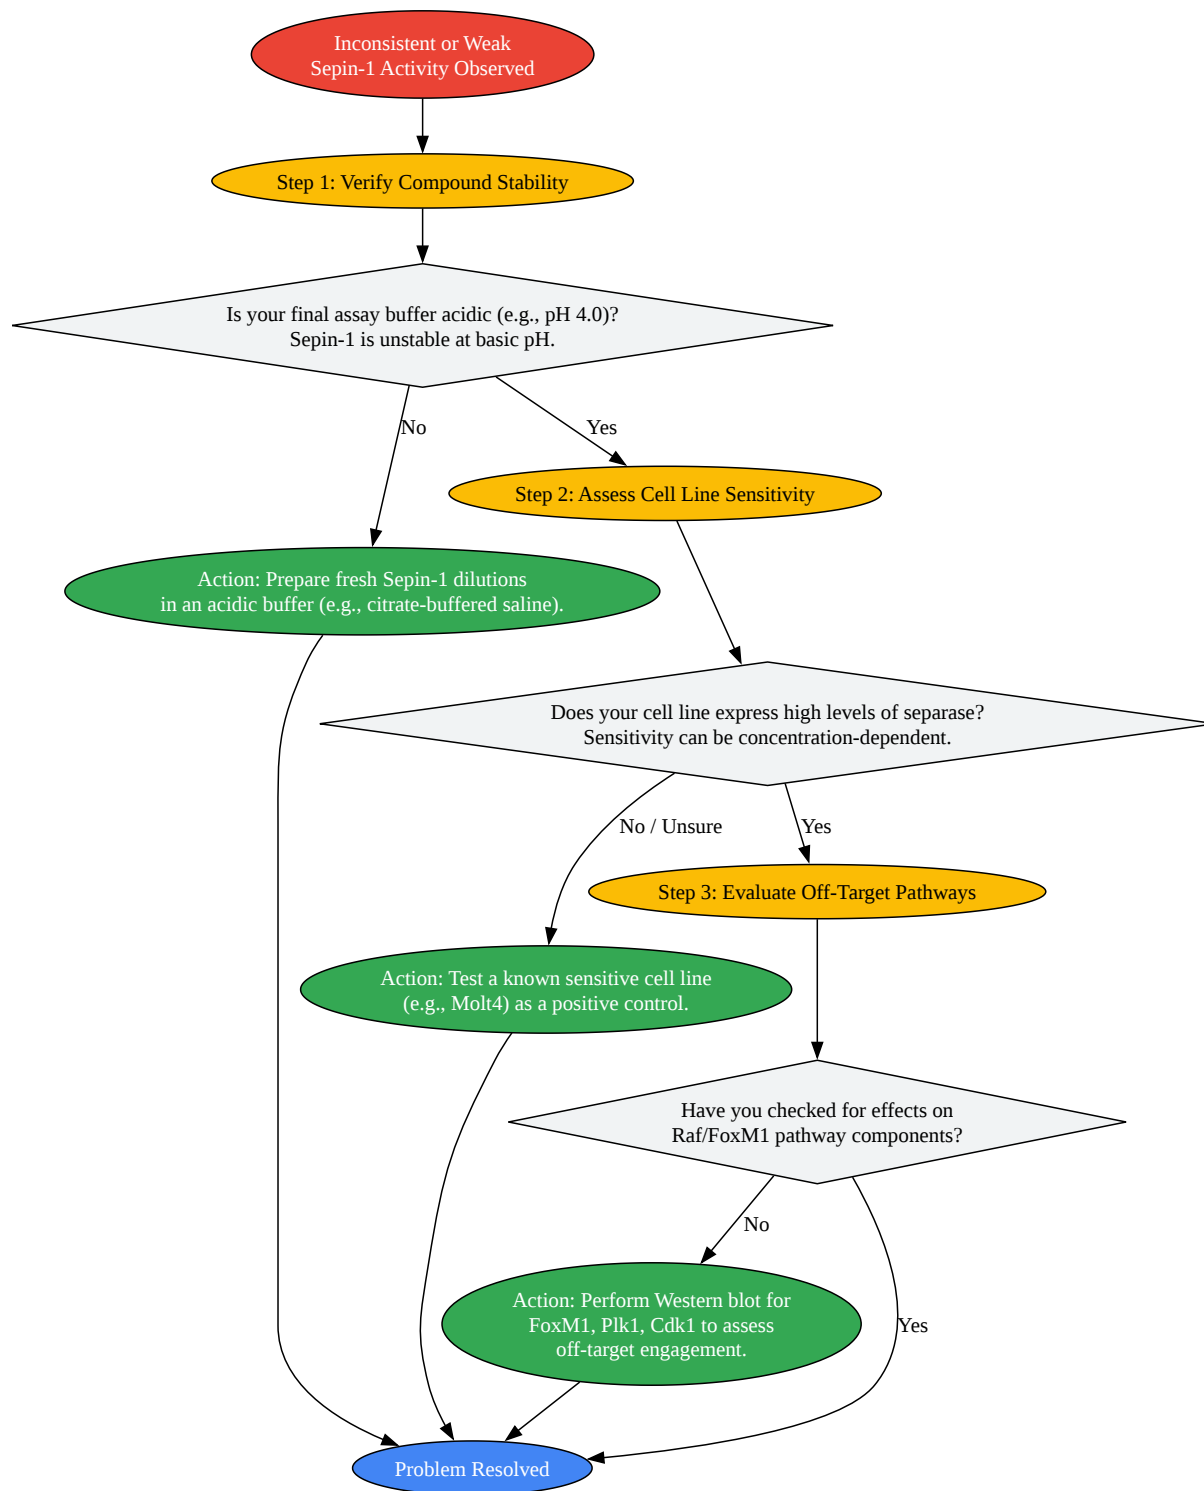 Inconsistent or Weak
Sepin-1 Activity Observed
Step 1: Verify Compound Stability
Is your final assay buffer acidic (e.g., pH 4.0)?
Sepin-1 is unstable at basic pH.
No
Yes
Step 2: Assess Cell Line Sensitivity
Action: Prepare fresh Sepin-1 dilutions
in an acidic buffer (e.g., citrate-buffered saline).
Does your cell line express high levels of separase?
Sensitivity can be concentration-dependent.
No / Unsure
Yes
Step 3: Evaluate Off-Target Pathways
Action: Test a known sensitive cell line
(e.g., Molt4) as a positive control.
Have you checked for effects on
Raf/FoxM1 pathway components?
No
Action: Perform Western blot for
FoxM1, Plk1, Cdk1 to assess
off-target engagement.
Yes
Problem Resolved